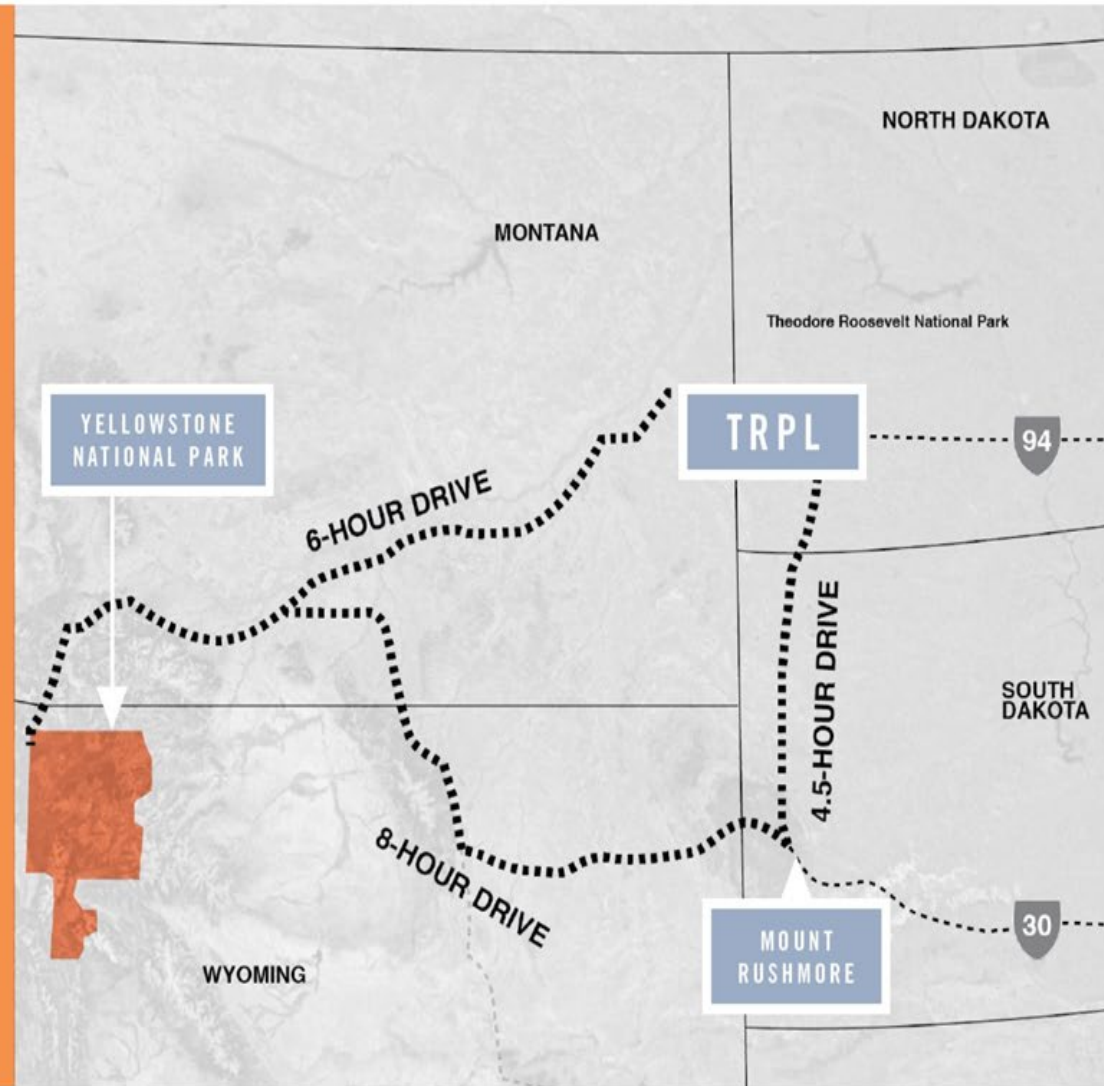 NORTH DAKOTA
MONTANA
Theodore Roosevelt National Park
YELLOWSTONE
NATIONAL PARK
TRPL
94
6-HOUR DRIVE
4.5-HOUR DRIVE
SOUTH
DAKOTA
8-HOUR DRIVE
30
MOUNT
RUSHMORE
WYOMING